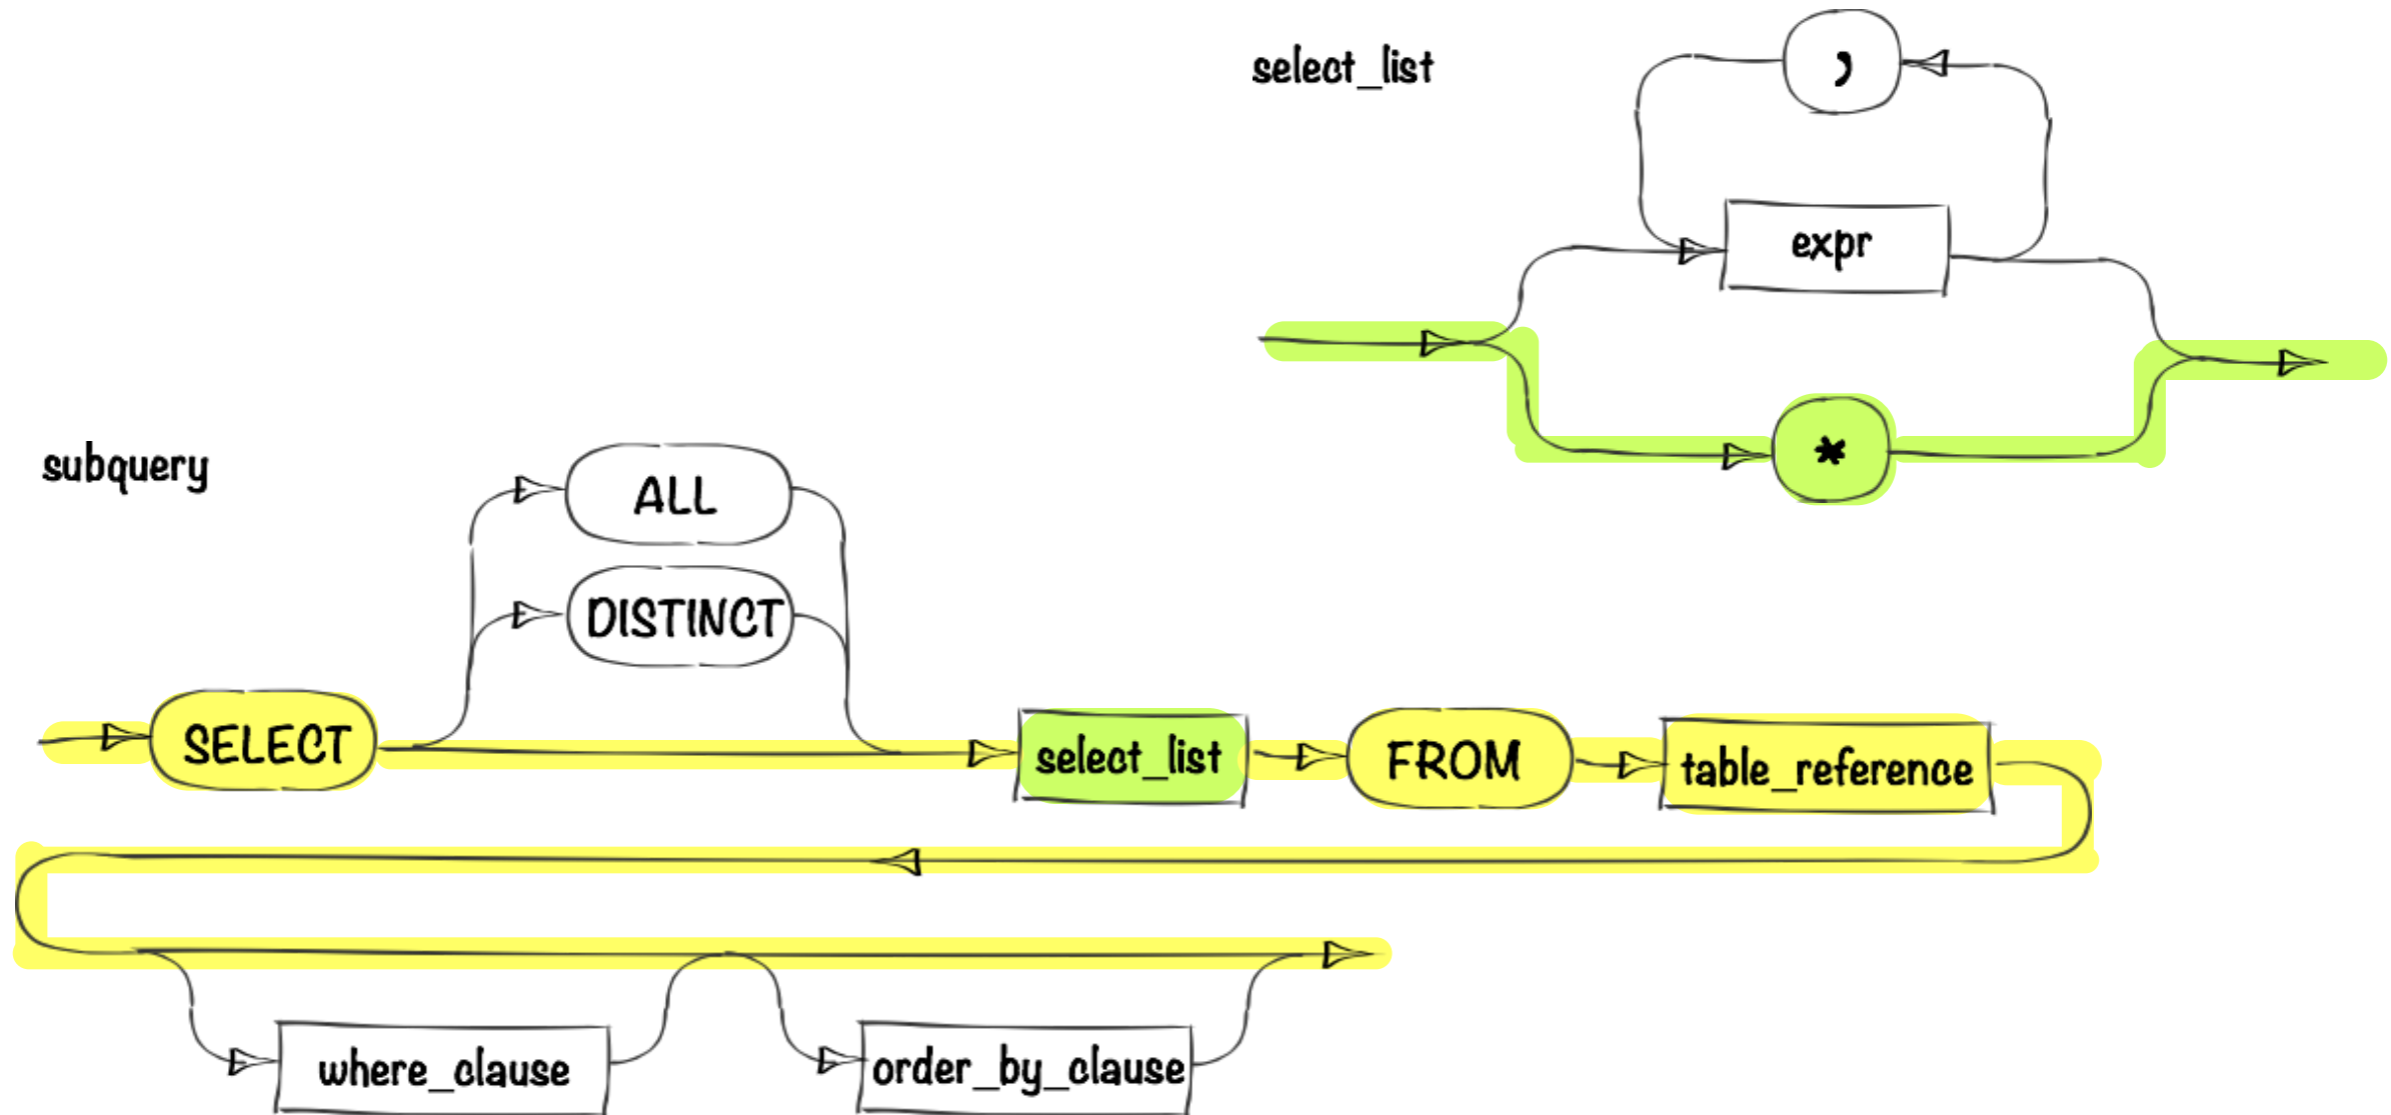 select_list
,
expr
*
subquery
ALL
DISTINCT
SELECT select_list FROM table_reference
where_clause order_by_clause